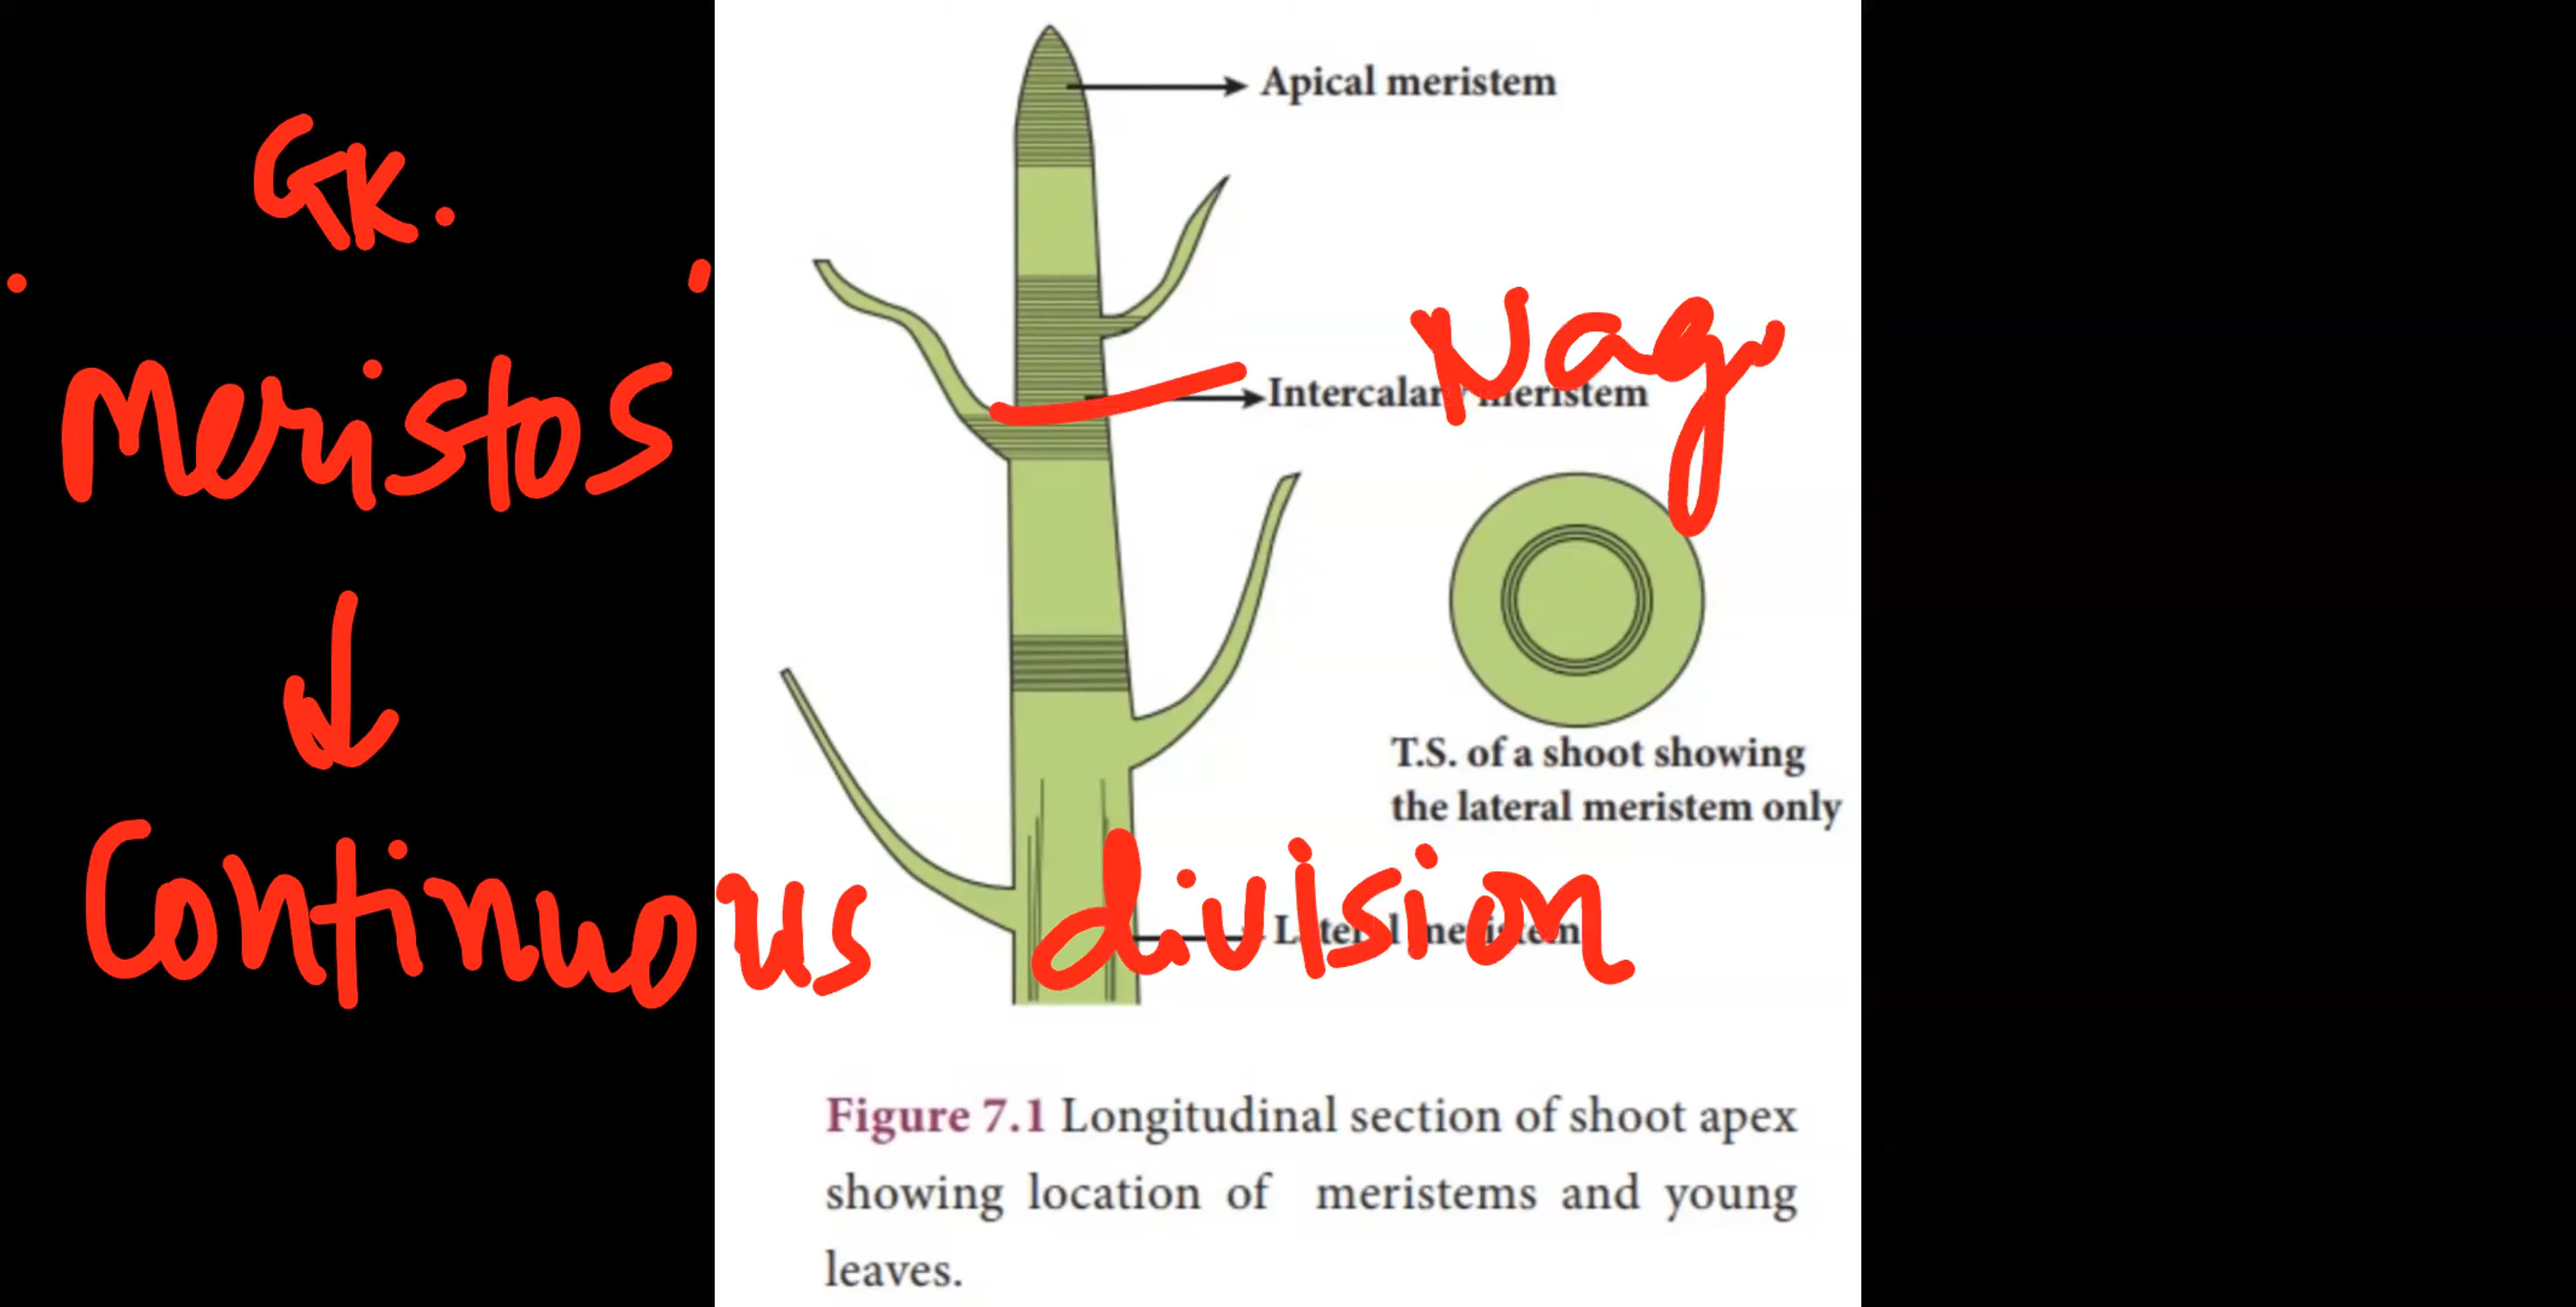 GK.
Meristos
Continuous division
Nag
Apical meristem
Intercalary meristem
T.S. of a shoot showing
the lateral meristem only
Lateral meristem
Figure 7.1 Longitudinal section of shoot apex
showing location of meristems and young
leaves.